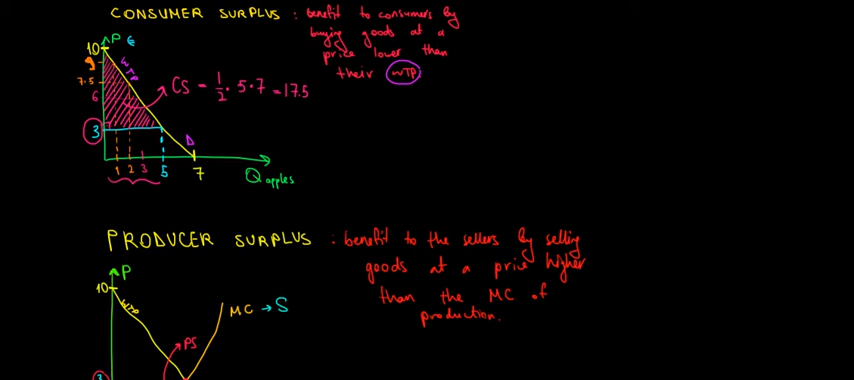 CONSUMER SURPLUS : benefit to consumers by
buying goods at a
price lower than
their WTP
P €
10
9
7.5
6
3
WTP
CS = 1/2 · 5 · 7 = 17.5
D
1 2 3 5 7
Q apples
PRODUCER SURPLUS : benefit to the sellers by selling
goods at a price higher
than the MC of
production.
P
10
WTP
MC → S
PS
3